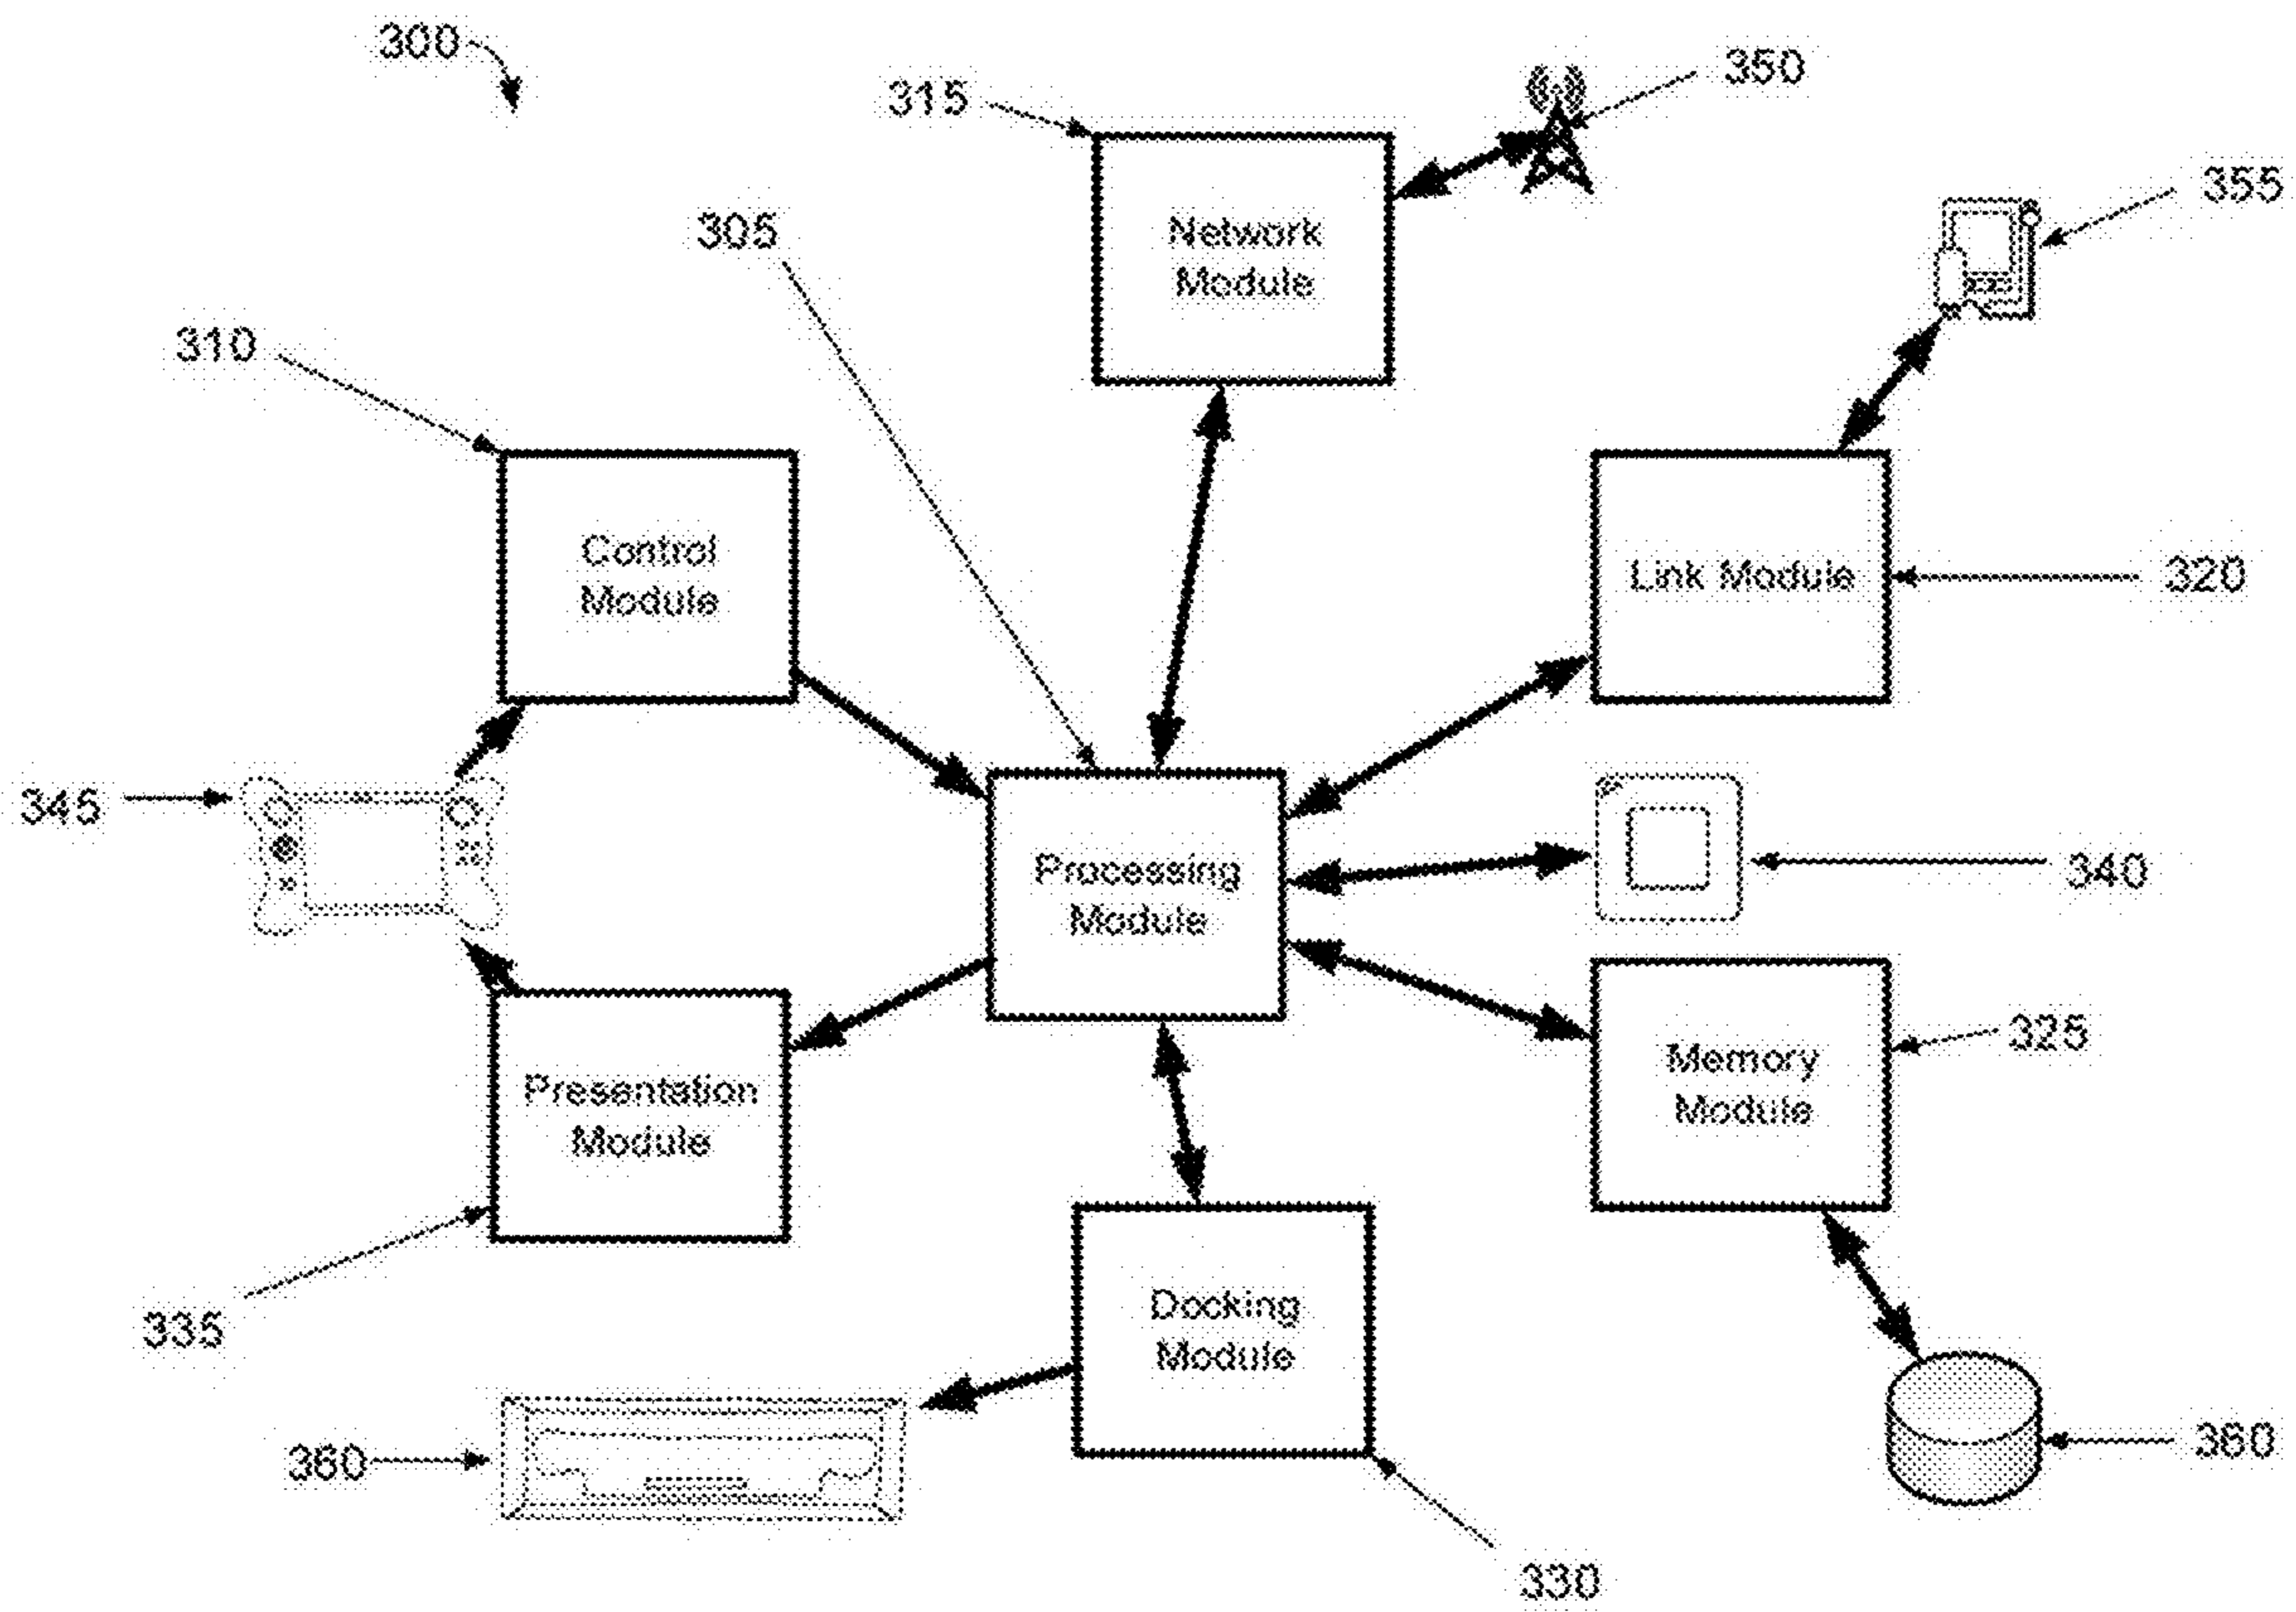 300
315
350
355
305
Network
Module
310
Control
Module
Link Module
320
345
Processing
Module
340
325
Memory
Module
Presentation
Module
335
Docking
Module
360
360
330